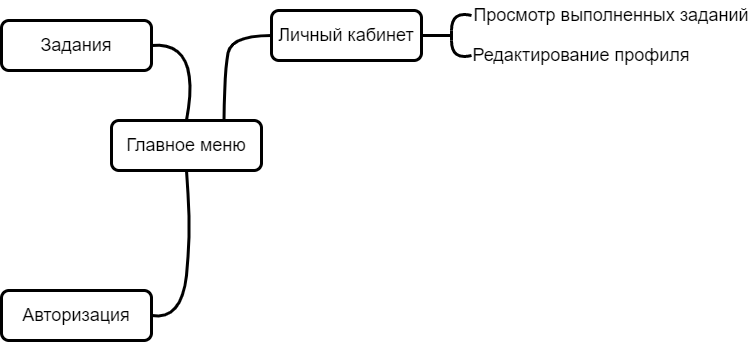 Задания
Личный кабинет
Просмотр выполненных заданий
Редактирование профиля
Главное меню
Авторизация